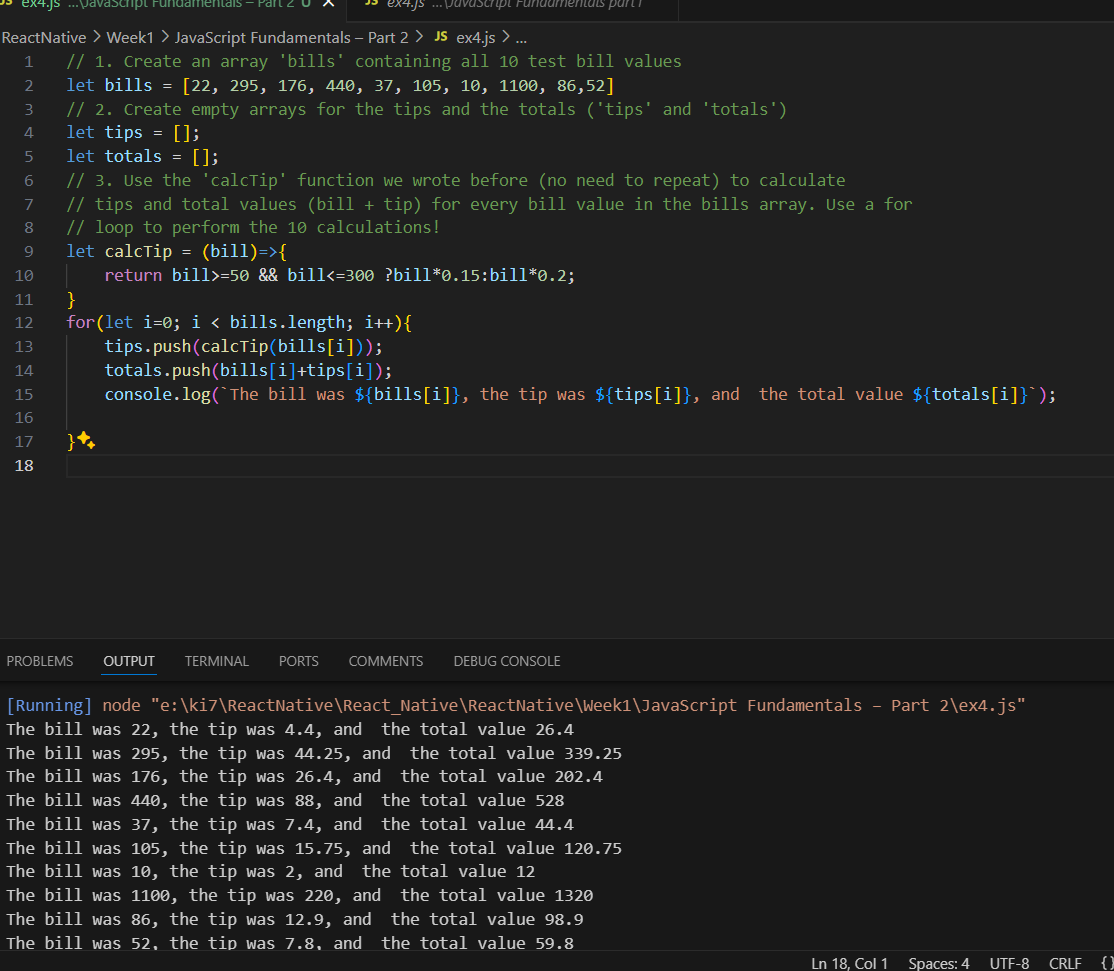 JS ex4.js ...\JavaScript Fundamentals – Part 2 U × JS ex4.js ...\JavaScript Fundamentals part1
ReactNative > Week1 > JavaScript Fundamentals – Part 2 > JS ex4.js > ...
1 // 1. Create an array 'bills' containing all 10 test bill values
2 let bills = [22, 295, 176, 440, 37, 105, 10, 1100, 86,52]
3 // 2. Create empty arrays for the tips and the totals ('tips' and 'totals')
4 let tips = [];
5 let totals = [];
6 // 3. Use the 'calcTip' function we wrote before (no need to repeat) to calculate
7 // tips and total values (bill + tip) for every bill value in the bills array. Use a for
8 // loop to perform the 10 calculations!
9 let calcTip = (bill)=>{
10     return bill>=50 && bill<=300 ?bill*0.15:bill*0.2;
11 }
12 for(let i=0; i < bills.length; i++){
13     tips.push(calcTip(bills[i]));
14     totals.push(bills[i]+tips[i]);
15     console.log(`The bill was ${bills[i]}, the tip was ${tips[i]}, and  the total value ${totals[i]}`);
16
17 }
18
PROBLEMS OUTPUT TERMINAL PORTS COMMENTS DEBUG CONSOLE
[Running] node "e:\ki7\ReactNative\React_Native\ReactNative\Week1\JavaScript Fundamentals – Part 2\ex4.js"
The bill was 22, the tip was 4.4, and  the total value 26.4
The bill was 295, the tip was 44.25, and  the total value 339.25
The bill was 176, the tip was 26.4, and  the total value 202.4
The bill was 440, the tip was 88, and  the total value 528
The bill was 37, the tip was 7.4, and  the total value 44.4
The bill was 105, the tip was 15.75, and  the total value 120.75
The bill was 10, the tip was 2, and  the total value 12
The bill was 1100, the tip was 220, and  the total value 1320
The bill was 86, the tip was 12.9, and  the total value 98.9
The bill was 52, the tip was 7.8, and  the total value 59.8
Ln 18, Col 1 Spaces: 4 UTF-8 CRLF {}